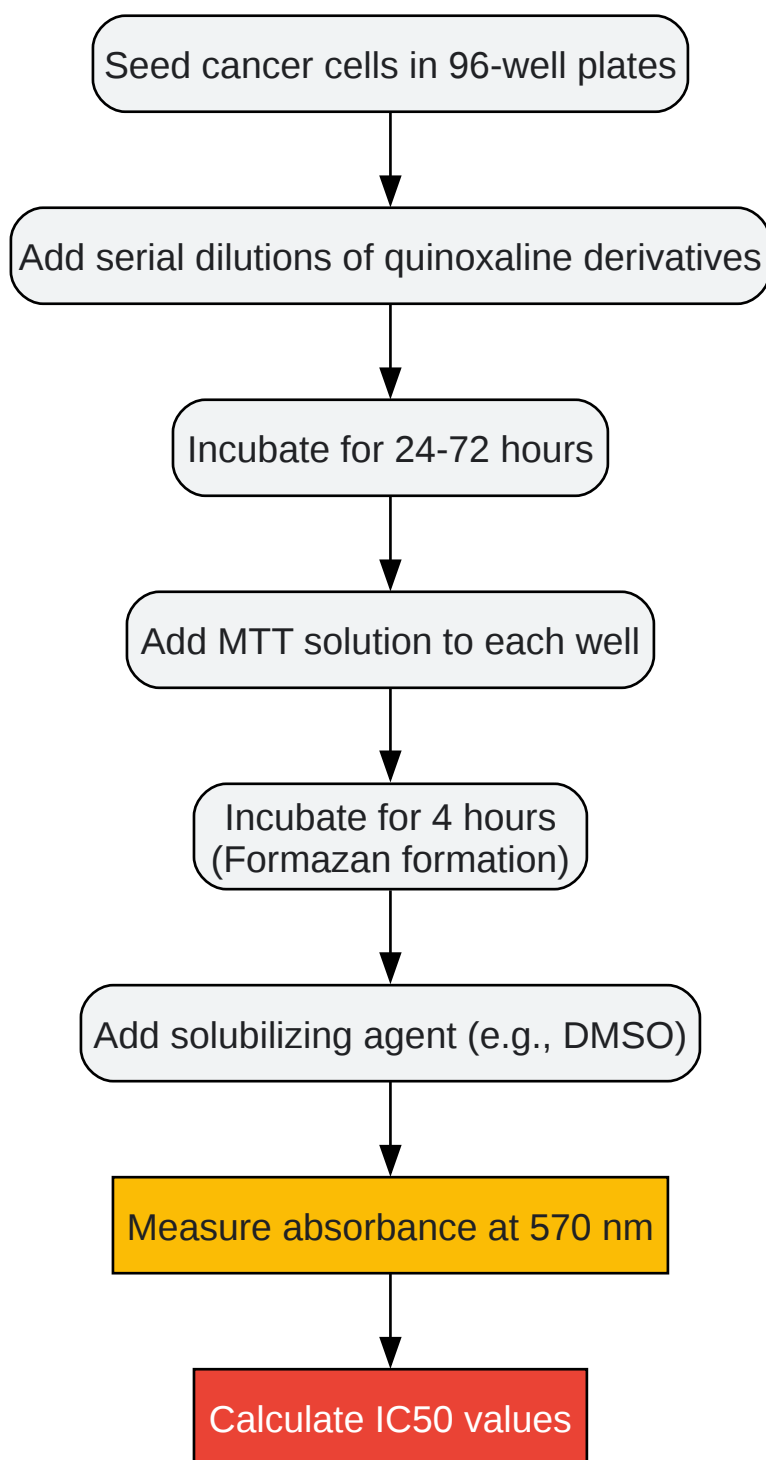 Seed cancer cells in 96-well plates
Add serial dilutions of quinoxaline derivatives
Incubate for 24-72 hours
Add MTT solution to each well
Incubate for 4 hours
(Formazan formation)
Add solubilizing agent (e.g., DMSO)
Measure absorbance at 570 nm
Calculate IC50 values